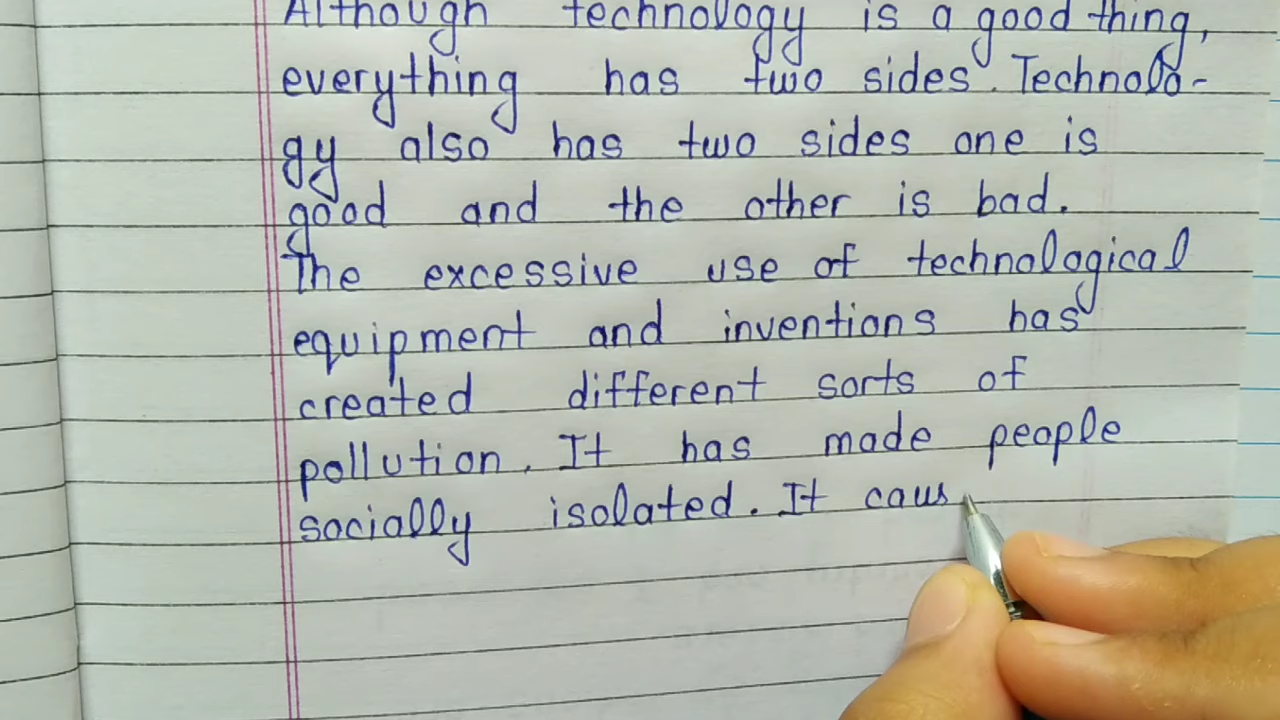 Although technology is a good thing,
everything has two sides. Technolo-
gy also has two sides one is
good and the other is bad.
The excessive use of technological
equipment and inventions has
created different sorts of
pollution. It has made people
socially isolated. It caus